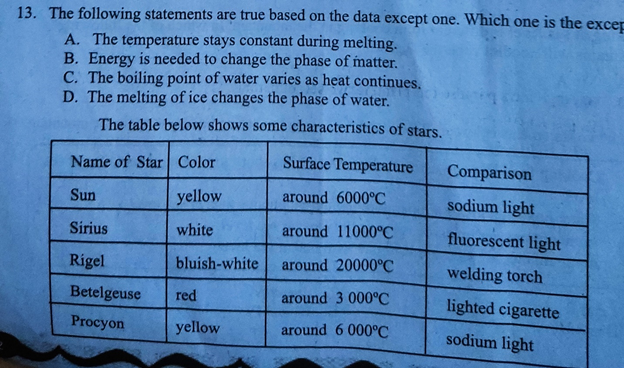 13. The following statements are true based on the data except one. Which one is the
A. The temperature stays constant during melting.
B. Energy is needed to change the phase of matter.
C. The boiling point of water varies as heat continues.
D. The melting of ice changes the phase of water.
The table below shows some characteristics of stars.
Name of Star Color Surface Temperature Comparison
Sun yellow around 6000°C sodium light
Sirius white around 11000°C fluorescent light
Rigel bluish-white around 20000°C welding torch
Betelgeuse red around 3 000°C lighted cigarette
Procyon yellow around 6 000°C sodium light